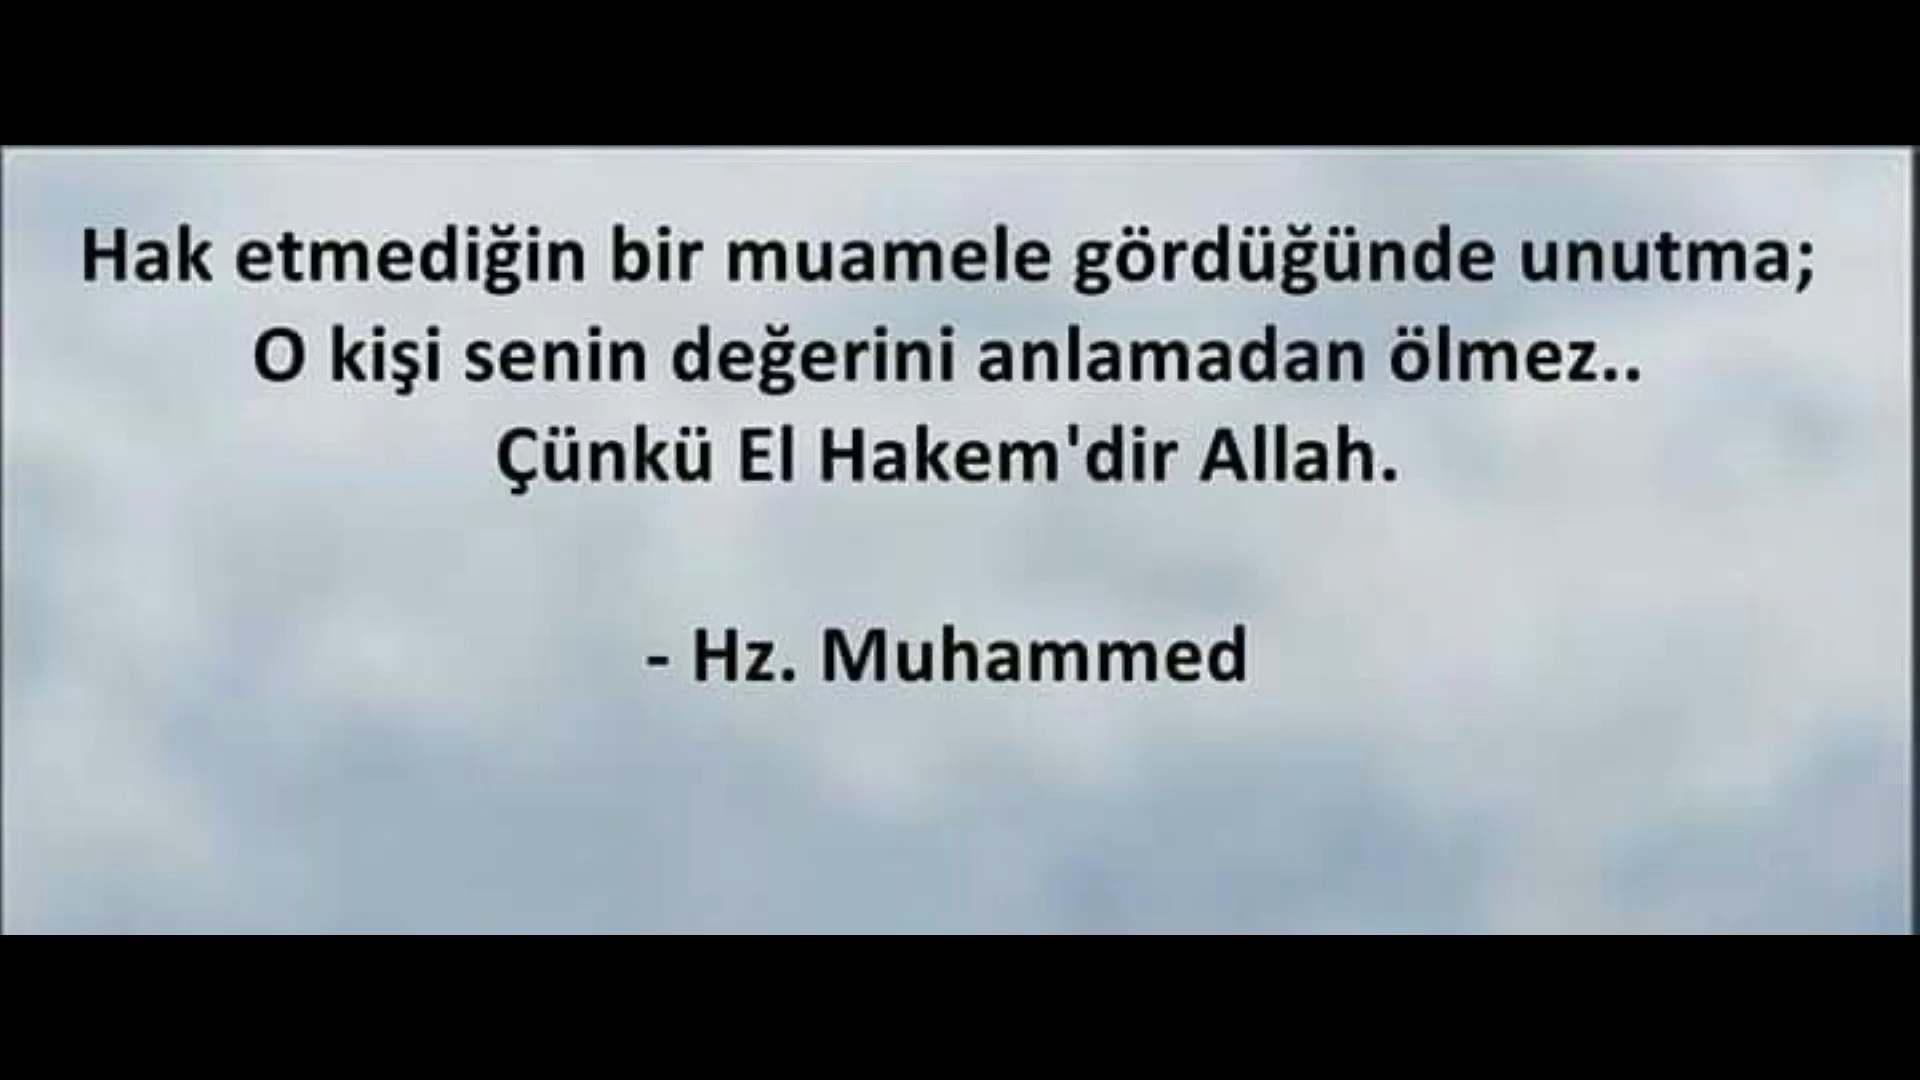 Hak etmediğin bir muamele gördüğünde unutma;
O kişi senin değerini anlamadan ölmez..
Çünkü El Hakem'dir Allah.
- Hz. Muhammed